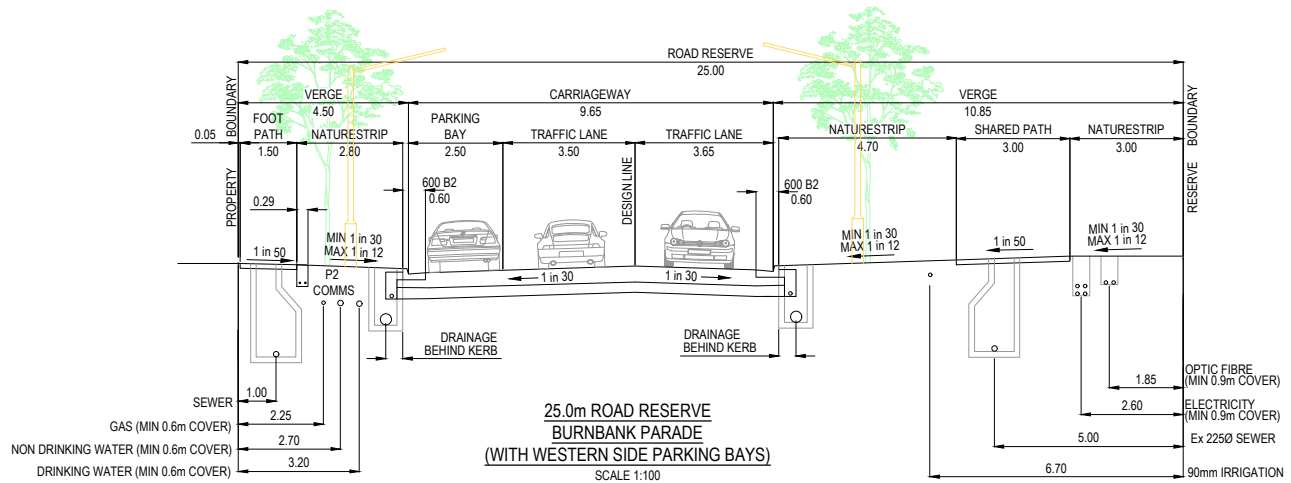 ROAD RESERVE
25.00
VERGE
4.50
CARRIAGEWAY
9.65
VERGE
10.85
BOUNDARY
FOOT
PATH
1.50
NATURESTRIP
2.80
PARKING
BAY
2.50
TRAFFIC LANE
3.50
TRAFFIC LANE
3.65
NATURESTRIP
4.70
SHARED PATH
3.00
NATURESTRIP
3.00
BOUNDARY
0.05
PROPERTY
0.29
600 B2
0.60
DESIGN LINE
600 B2
0.60
RESERVE
1 in 50
MIN 1 in 30
MAX 1 in 12
1 in 30
1 in 30
MIN 1 in 30
MAX 1 in 12
1 in 50
MIN 1 in 30
MAX 1 in 12
P2
COMMS
DRAINAGE
BEHIND KERB
DRAINAGE
BEHIND KERB
1.00
SEWER
2.25
GAS (MIN 0.6m COVER)
2.70
NON DRINKING WATER (MIN 0.6m COVER)
3.20
DRINKING WATER (MIN 0.6m COVER)
25.0m ROAD RESERVE
BURNBANK PARADE
(WITH WESTERN SIDE PARKING BAYS)
SCALE 1:100
1.85
OPTIC FIBRE
(MIN 0.9m COVER)
2.60
ELECTRICITY
(MIN 0.9m COVER)
5.00
Ex 225Ø SEWER
6.70
90mm IRRIGATION